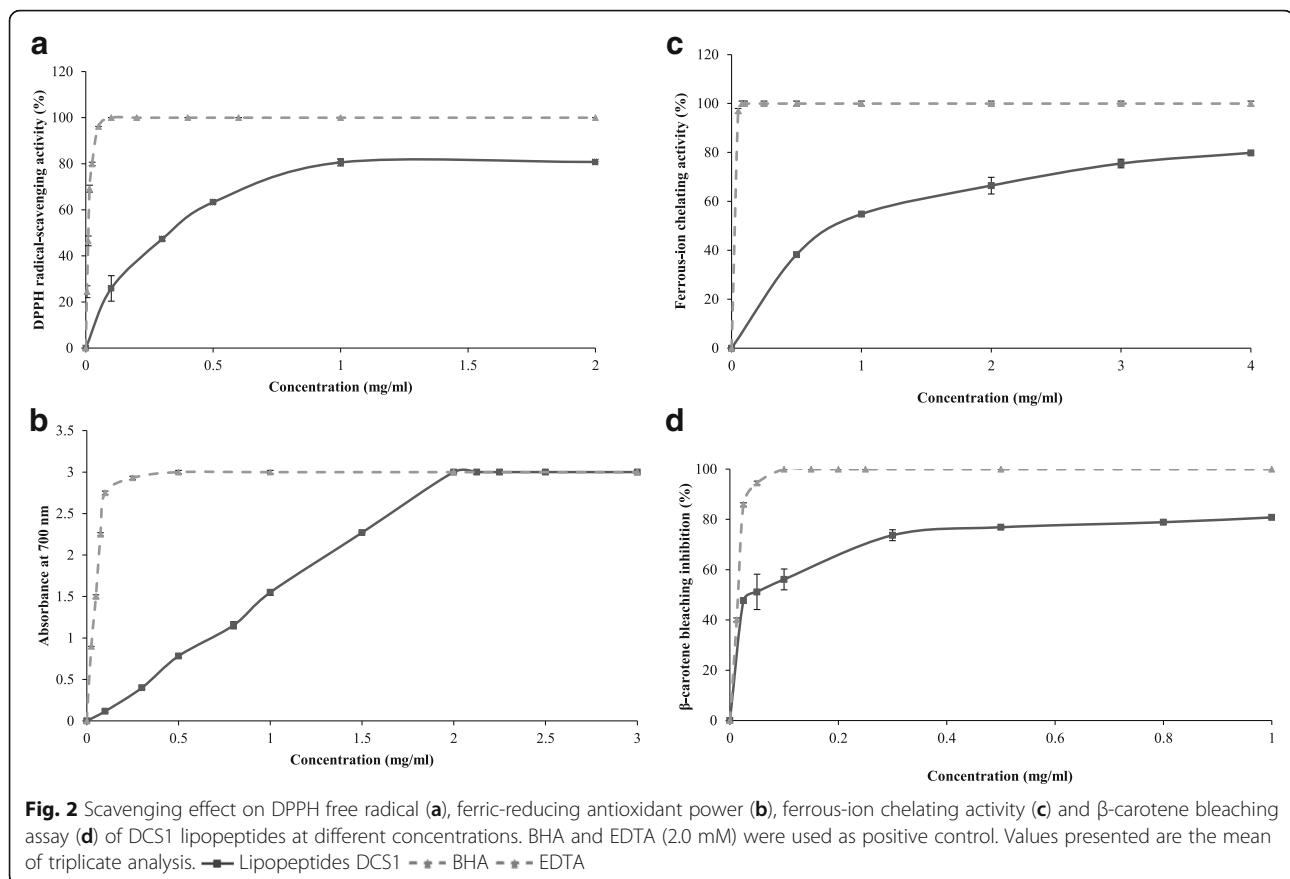 a
120
100
80
60
40
20
0
DPPH radical-scavenging activity (%)
0 0.5 1 1.5 2
Concentration (mg/ml)
c
120
100
80
60
40
20
0
Ferrous-ion chelating activity (%)
0 1 2 3 4
Concentration (mg/ml)
b
3.5
3
2.5
2
1.5
1
0.5
0
Absorbance at 700 nm
0 0.5 1 1.5 2 2.5 3
Concentration (mg/ml)
d
100
80
60
40
20
0
β-carotene bleaching inhibition (%)
0 0.2 0.4 0.6 0.8 1
Concentration (mg/ml)
Fig. 2 Scavenging effect on DPPH free radical (a), ferric-reducing antioxidant power (b), ferrous-ion chelating activity (c) and β-carotene bleaching
assay (d) of DCS1 lipopeptides at different concentrations. BHA and EDTA (2.0 mM) were used as positive control. Values presented are the mean
of triplicate analysis. Lipopeptides DCS1 BHA EDTA